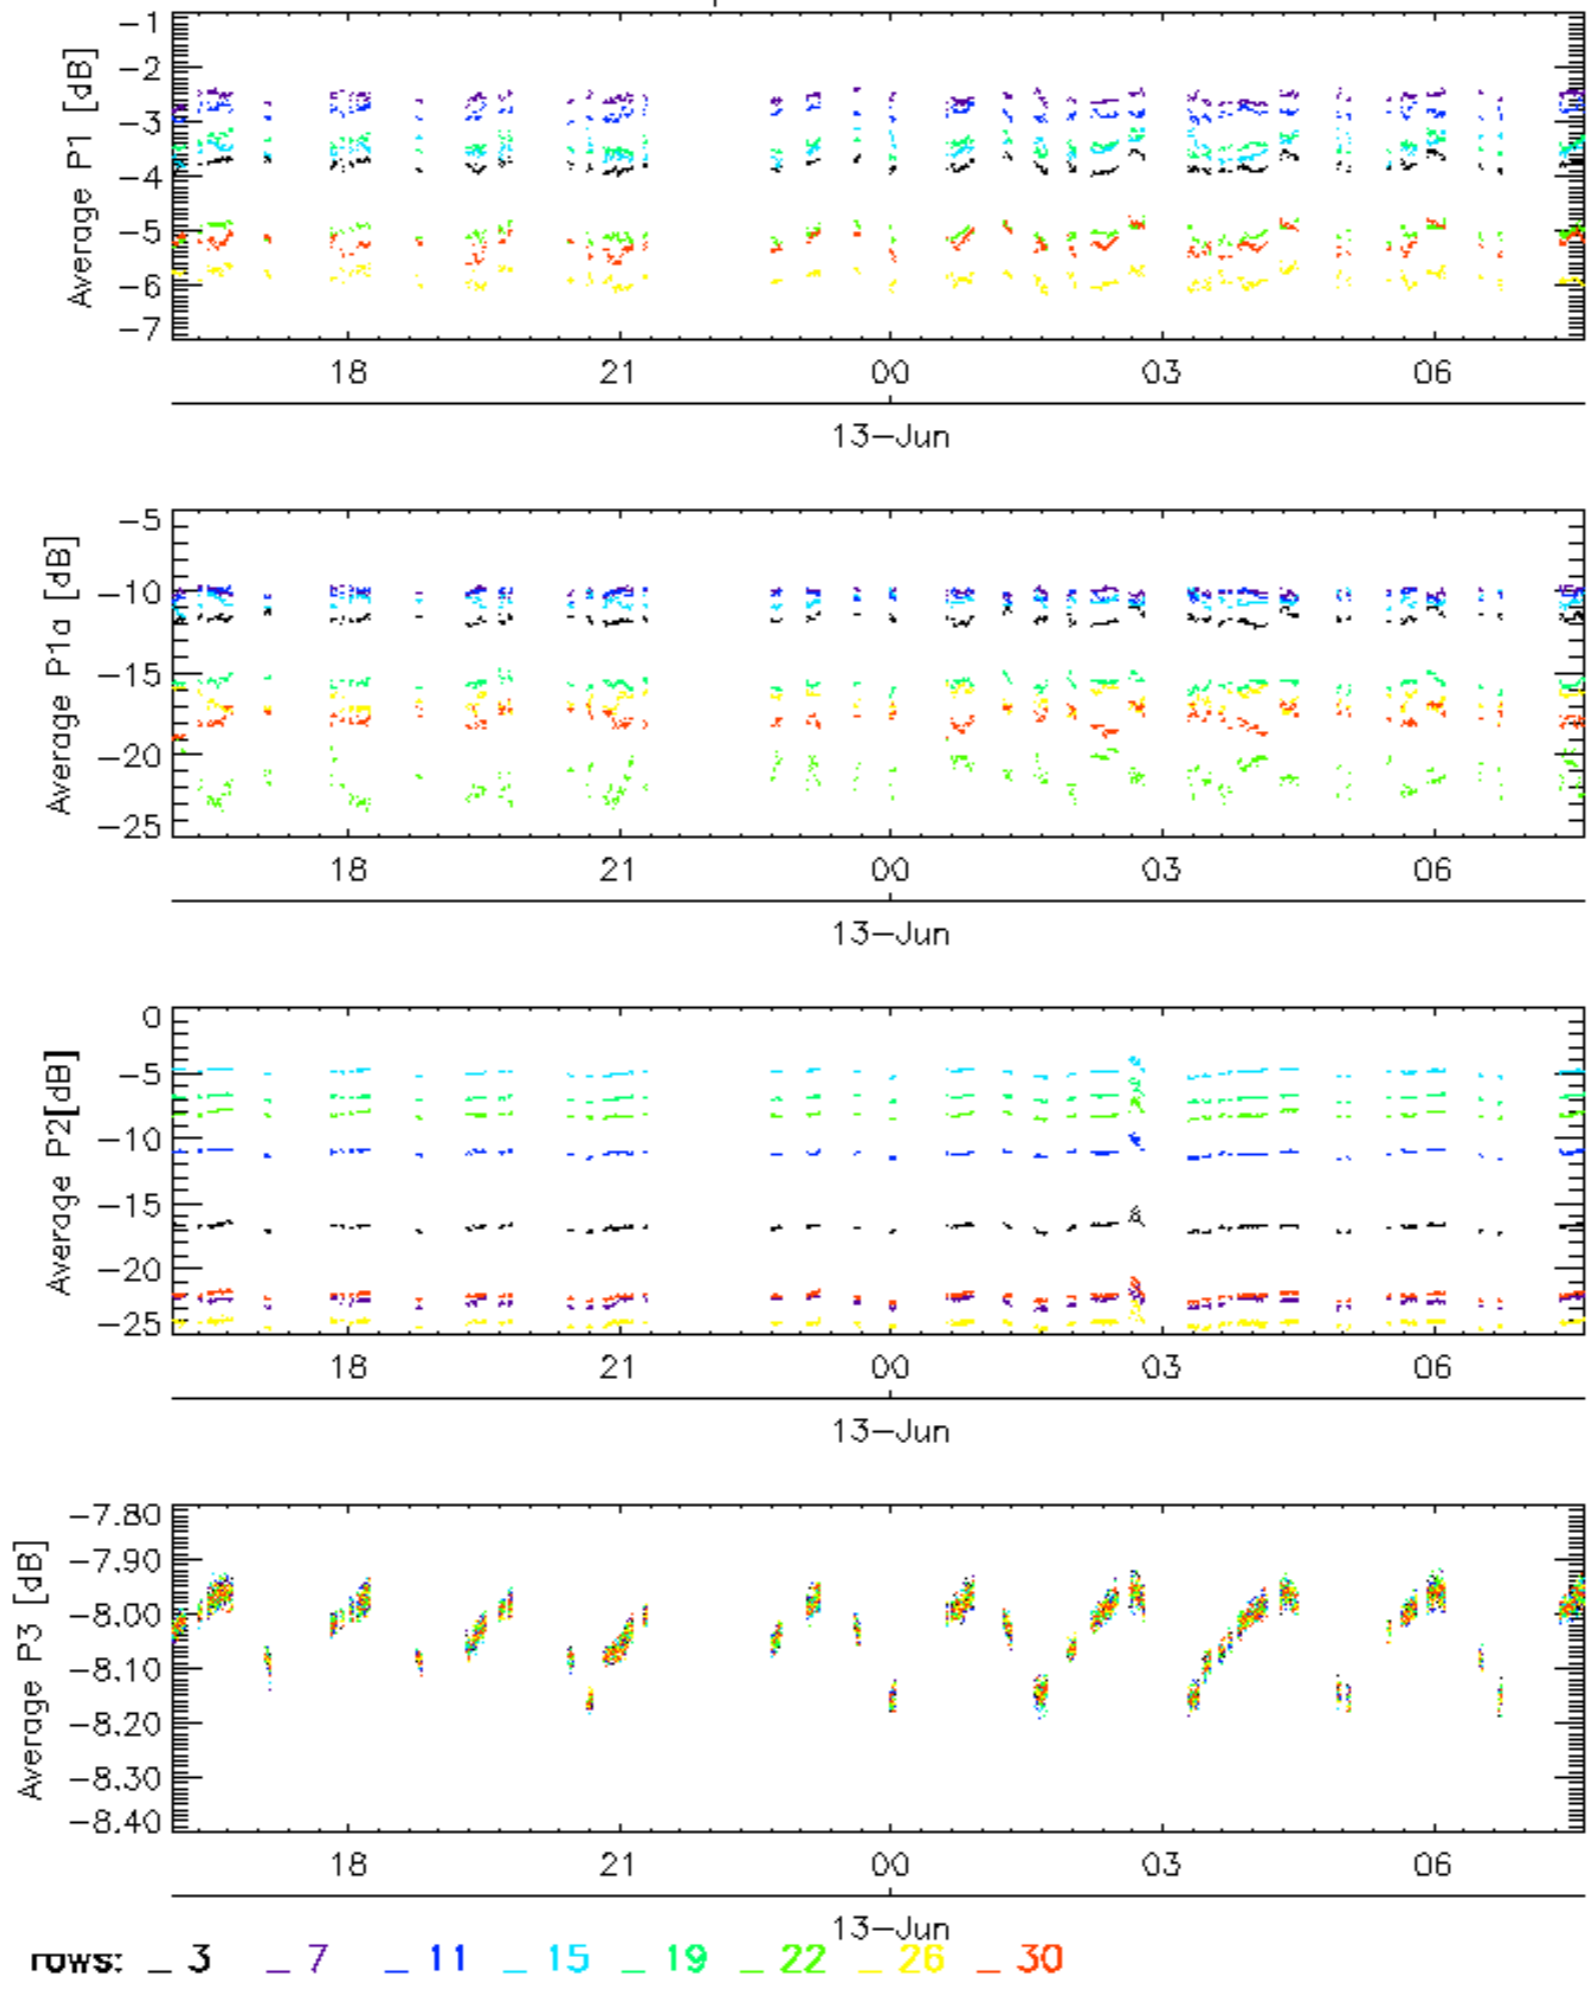 Average P1 [dB]
-1
-2
-3
-4
-5
-6
-7
18 21 00 03 06
13-Jun
Average P1a [dB]
-5
-10
-15
-20
-25
18 21 00 03 06
13-Jun
Average P2[dB]
0
-5
-10
-15
-20
-25
18 21 00 03 06
13-Jun
Average P3 [dB]
-7.80
-7.90
-8.00
-8.10
-8.20
-8.30
-8.40
18 21 00 03 06
13-Jun
rows: _ 3 _ 7 _ 11 _ 15 _ 19 _ 22 _ 26 _ 30